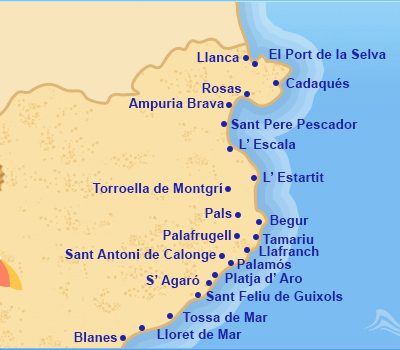 Llanca
El Port de la Selva
Cadaqués
Rosas
Ampuria Brava
Sant Pere Pescador
L' Escala
L' Estartit
Torroella de Montgrí
Pals
Begur
Palafrugell
Tamariu
Llafranch
Sant Antoni de Calonge
Palamós
Platja d' Aro
S' Agaró
Sant Feliu de Guixols
Tossa de Mar
Lloret de Mar
Blanes